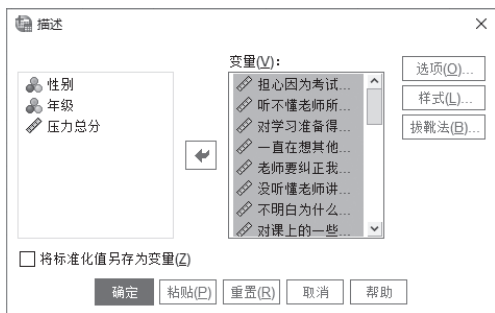 描述
性别
年级
压力总分
变量(V):
担心因为考试...
听不懂老师所...
对学习准备得...
一直在想其他...
老师要纠正我...
没听懂老师讲...
不明白为什么...
对课上的一些...
选项(O)...
样式(L)...
拔靴法(B)...
将标准化值另存为变量(Z)
确定 粘贴(P) 重置(R) 取消 帮助